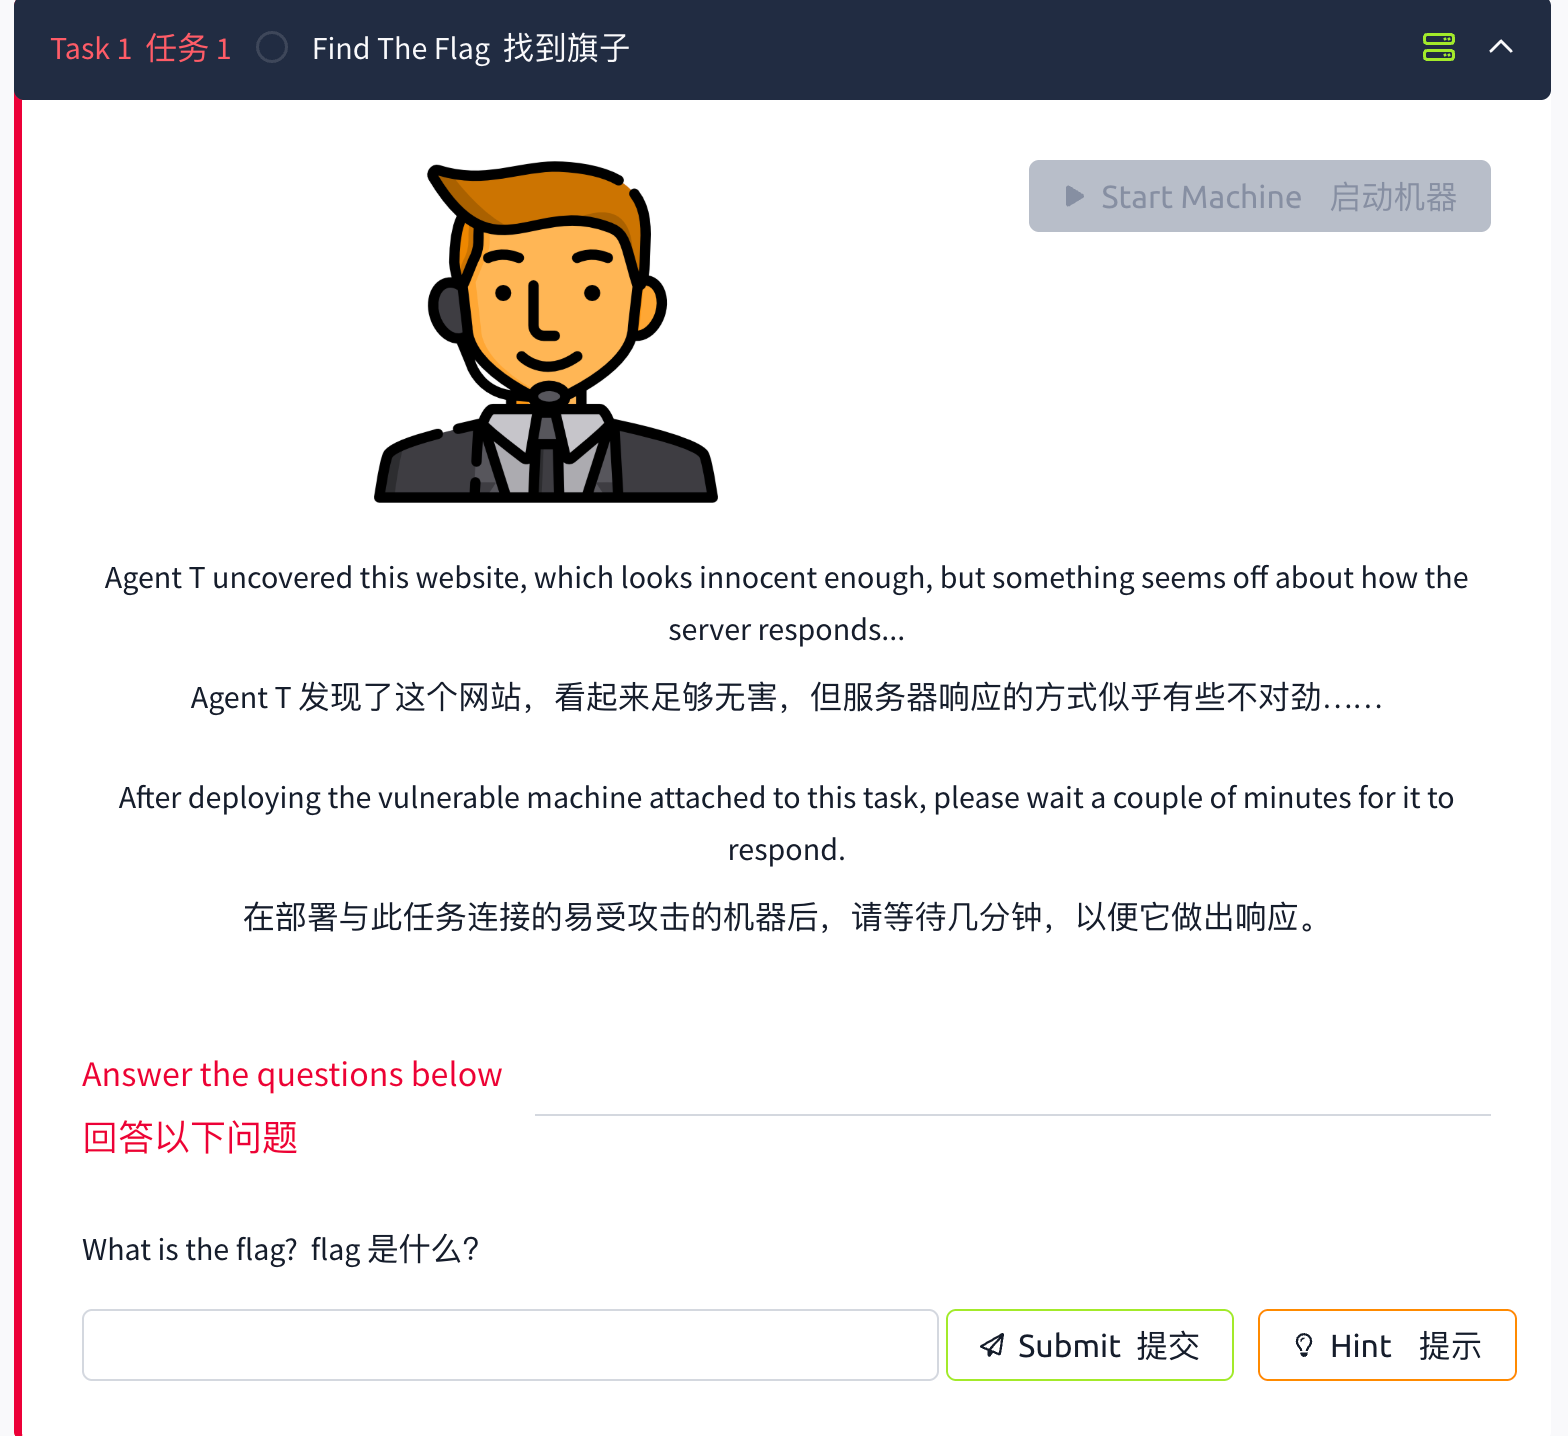 Task 1 任务 1 Find The Flag 找到旗子
Start Machine 启动机器
Agent T uncovered this website, which looks innocent enough, but something seems off about how the
server responds...
Agent T 发现了这个网站，看起来足够无害，但服务器响应的方式似乎有些不对劲……
After deploying the vulnerable machine attached to this task, please wait a couple of minutes for it to
respond.
在部署与此任务连接的易受攻击的机器后，请等待几分钟，以便它做出响应。
Answer the questions below
回答以下问题
What is the flag? flag 是什么？
Submit 提交 Hint 提示